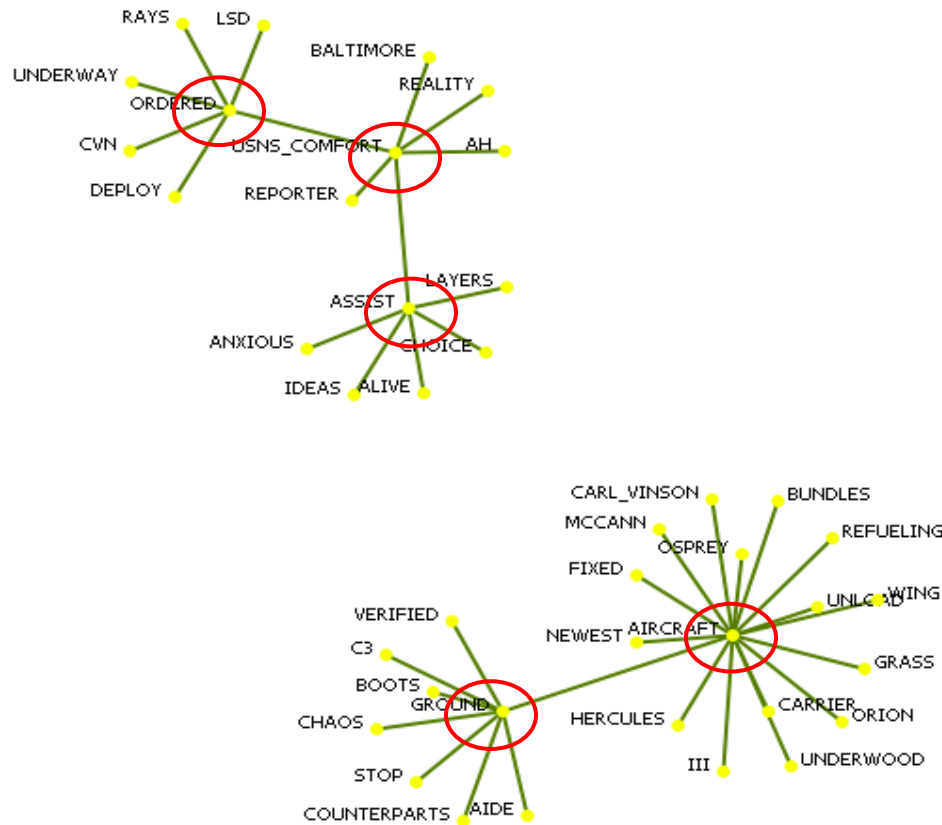 RAYS
LSD
BALTIMORE
UNDERWAY
REALITY
ORDERED
CVN
USNS_COMFORT
AH
DEPLOY
REPORTER
LAYERS
ASSIST
ANXIOUS
CHOICE
IDEAS
ALIVE
CARL_VINSON
BUNDLES
MCCANN
REFUELING
OSPREY
FIXED
WING
UNLOAD
VERIFIED
NEWEST
AIRCRAFT
C3
GRASS
BOOTS
GROUND
CHAOS
HERCULES
CARRIER
ORION
III
UNDERWOOD
STOP
COUNTERPARTS
AIDE